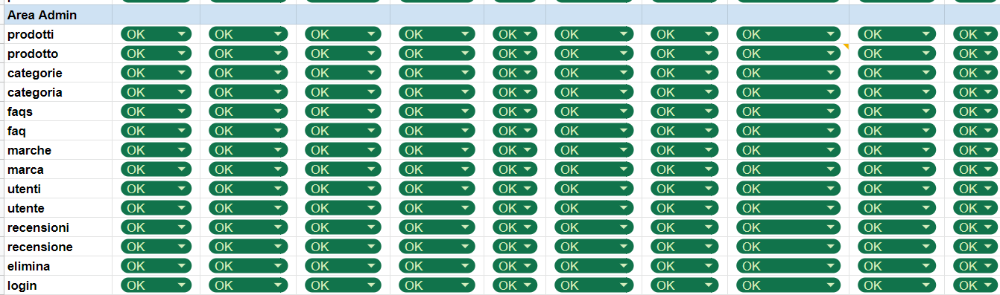 Area Admin
prodotti OK OK OK OK OK OK OK OK OK OK
prodotto OK OK OK OK OK OK OK OK OK OK
categorie OK OK OK OK OK OK OK OK OK OK
categoria OK OK OK OK OK OK OK OK OK OK
faqs OK OK OK OK OK OK OK OK OK OK
faq OK OK OK OK OK OK OK OK OK OK
marche OK OK OK OK OK OK OK OK OK OK
marca OK OK OK OK OK OK OK OK OK OK
utenti OK OK OK OK OK OK OK OK OK OK
utente OK OK OK OK OK OK OK OK OK OK
recensioni OK OK OK OK OK OK OK OK OK OK
recensione OK OK OK OK OK OK OK OK OK OK
elimina OK OK OK OK OK OK OK OK OK OK
login OK OK OK OK OK OK OK OK OK OK